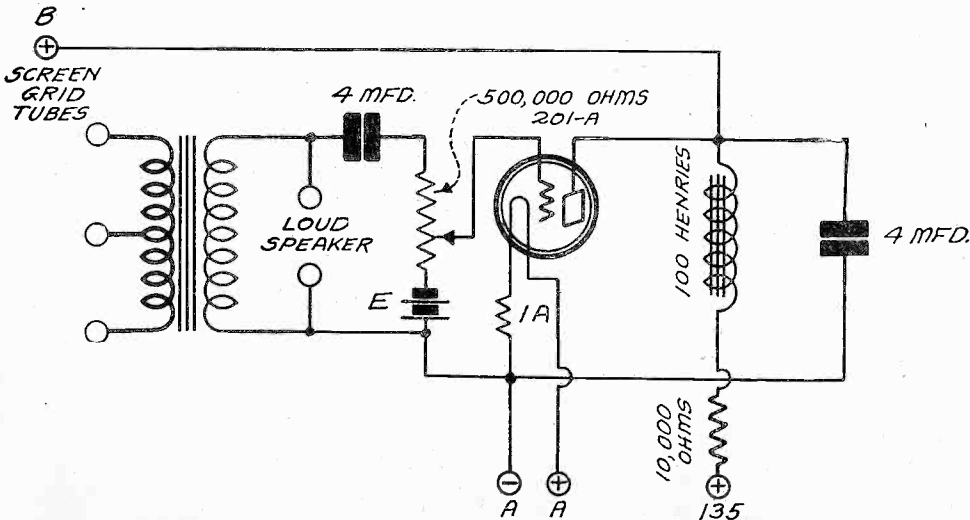 B
+
SCREEN
GRID
TUBES
4 MFD.
500,000 OHMS
201-A
LOUD
SPEAKER
E
1A
100 HENRIES
4 MFD.
10,000
OHMS
-
+
+
A
A
135